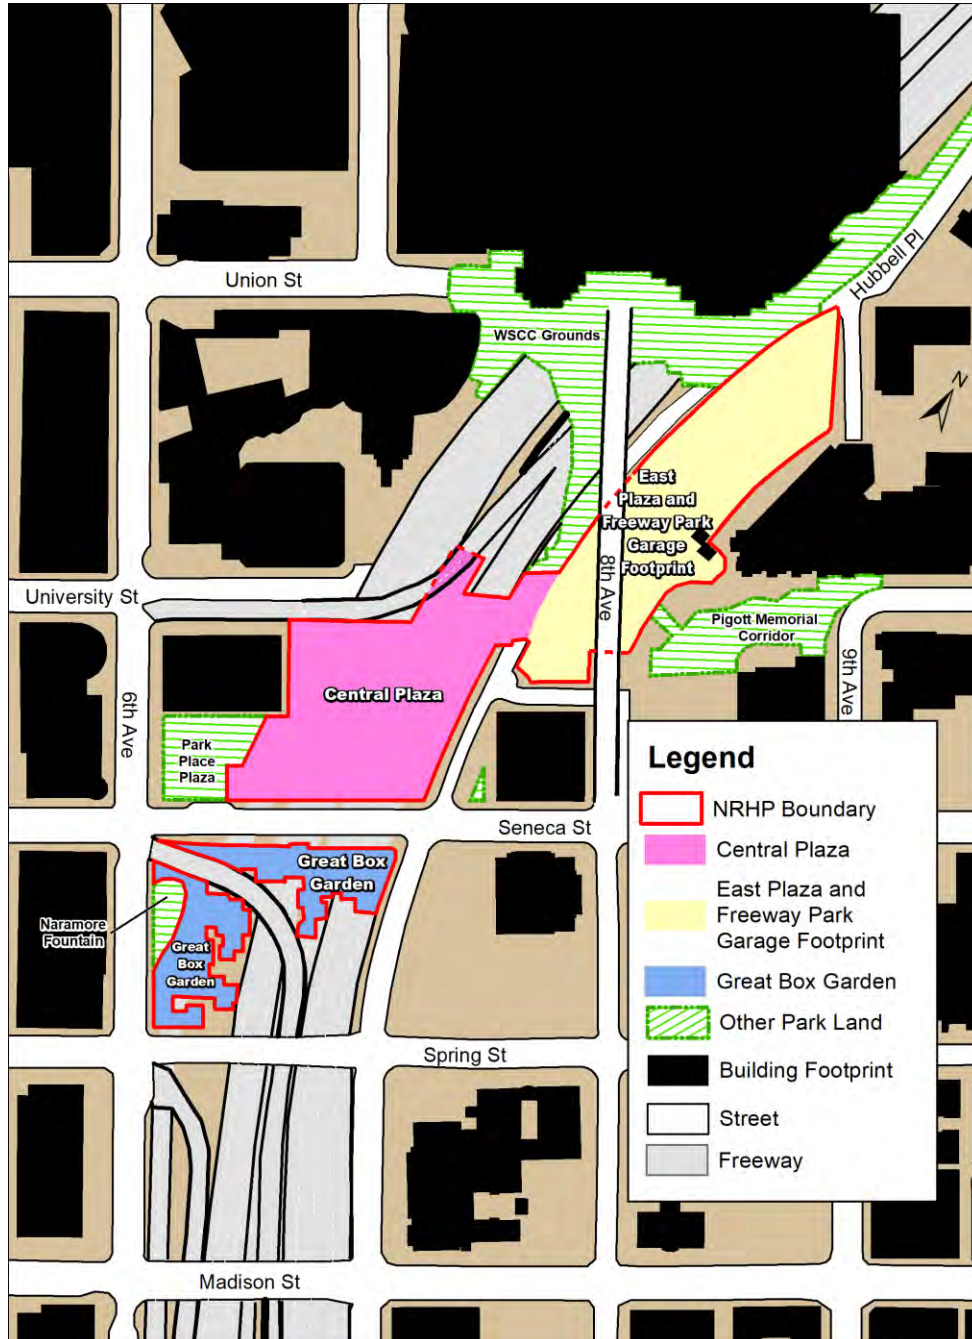 Union St
Hubbell Pl
WSCC Grounds
N
East
Plaza and
Freeway Park
Garage
Footprint
8th Ave
University St
Pigott Memorial
Corridor
9th Ave
6th Ave
Central Plaza
Park
Place
Plaza
Seneca St
Great Box
Garden
Naramore
Fountain
Great
Box
Garden
Spring St
Madison St
Legend
NRHP Boundary
Central Plaza
East Plaza and
Freeway Park
Garage Footprint
Great Box Garden
Other Park Land
Building Footprint
Street
Freeway